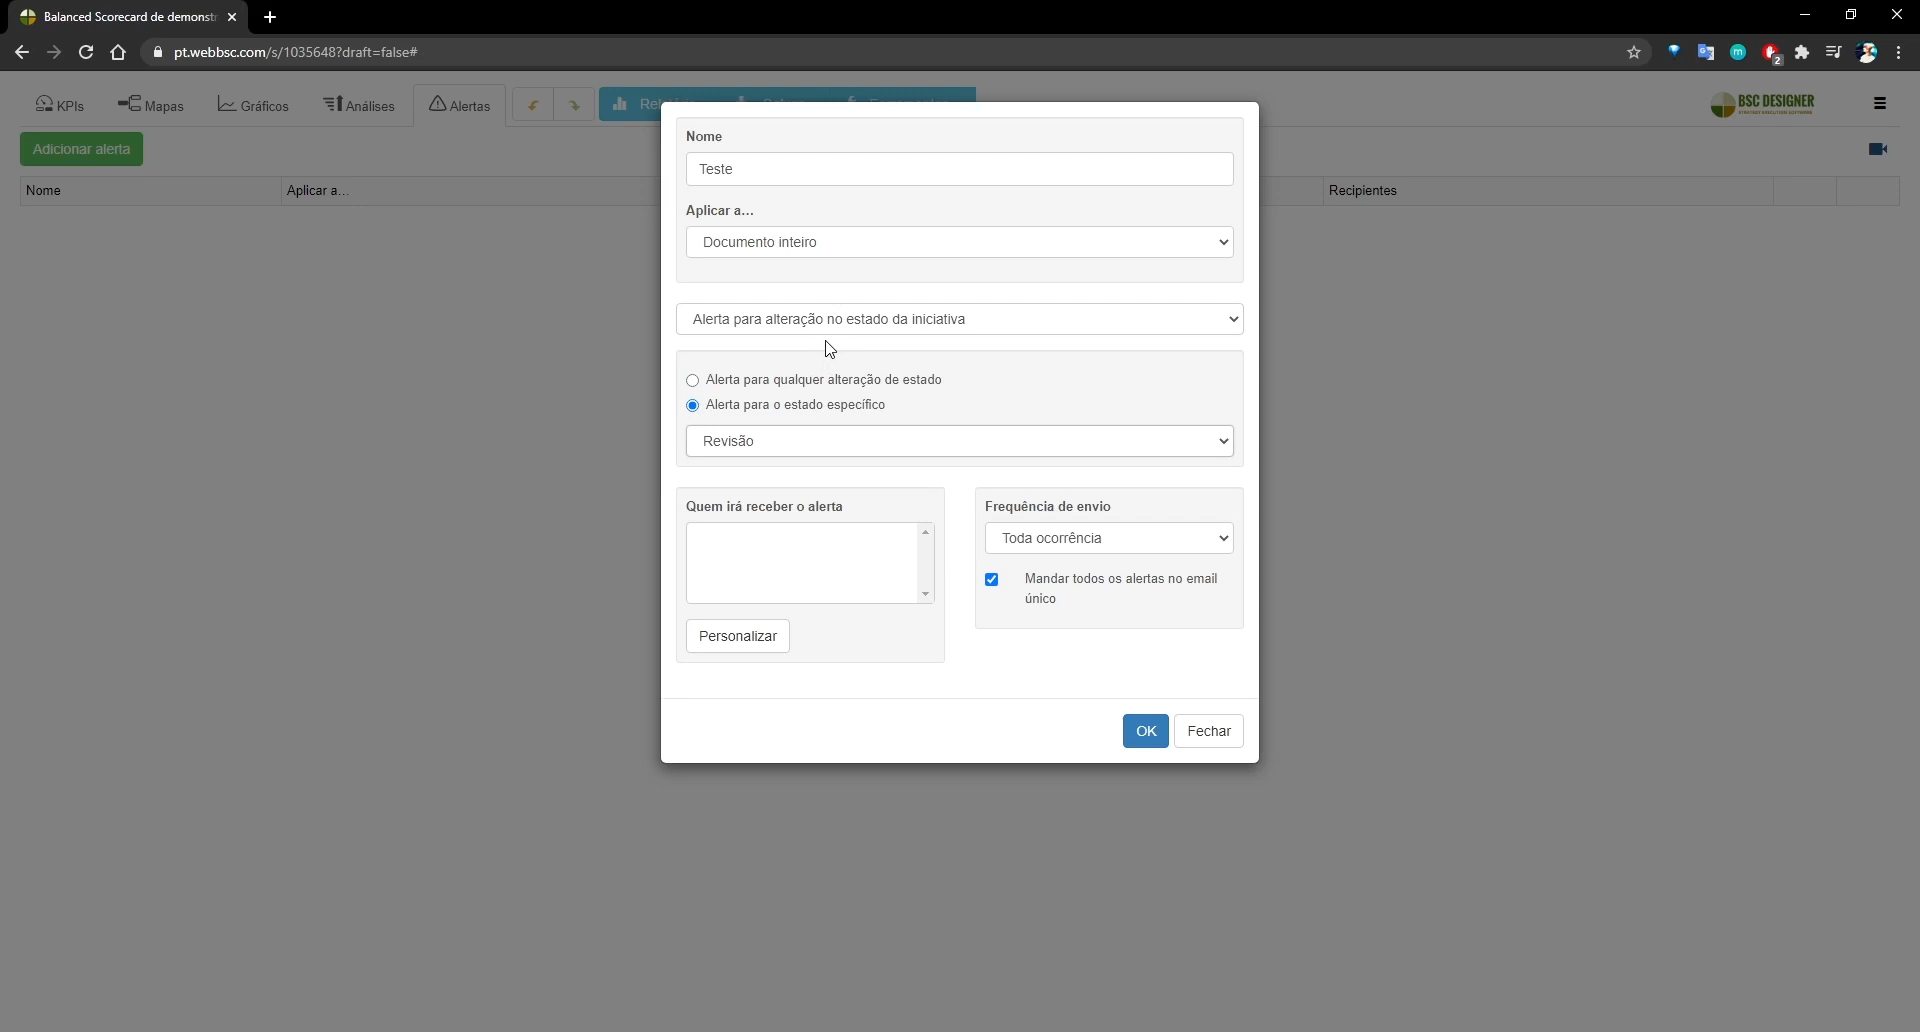 Balanced Scorecard de demonstr
pt.webbsc.com/s/1035648?draft=false#
2
KPIs
Mapas
Gráficos
Análises
Alertas
BSC DESIGNER
Adicionar alerta
Nome
Aplicar a...
Recipientes
Nome
Teste
Aplicar a...
Documento inteiro
Alerta para alteração no estado da iniciativa
Alerta para qualquer alteração de estado
Alerta para o estado específico
Revisão
Quem irá receber o alerta
Personalizar
Frequência de envio
Toda ocorrência
Mandar todos os alertas no email
único
OK
Fechar